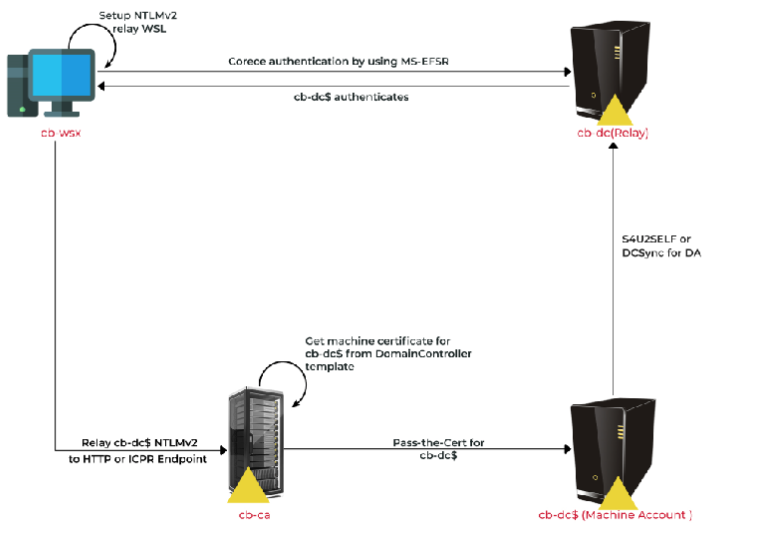 Setup NTLMv2
relay WSL
Corece authentication by using MS-EFSR
cb-dc$ authenticates
cb-wsx
cb-dc(Relay)
S4U2SELF or
DCSync for DA
Get machine certificate for
cb-dc$ from DomainController
template
Relay cb-dc$ NTLMv2
to HTTP or ICPR Endpoint
Pass-the-Cert for
cb-dc$
cb-ca
cb-dc$ (Machine Account )